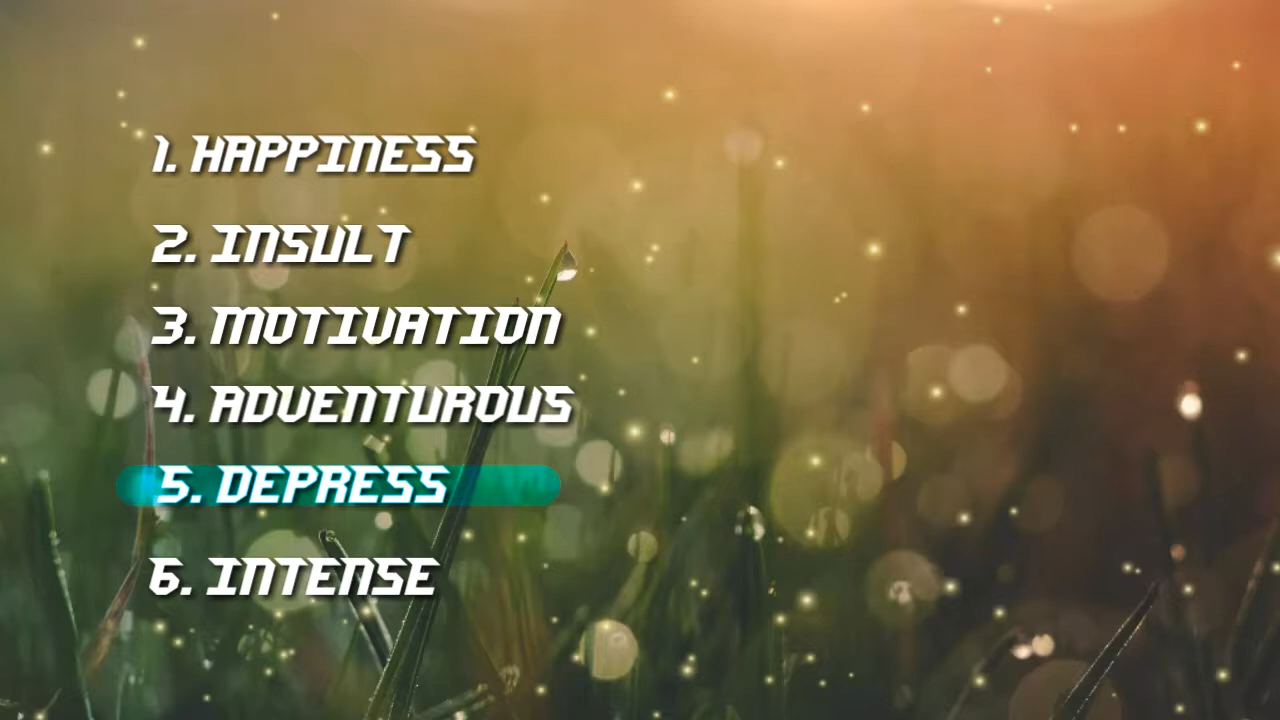 1. HAPPINESS
2. INSULT
3. MOTIVATION
4. ADVENTUROUS
5. DEPRESS
6. INTENSE